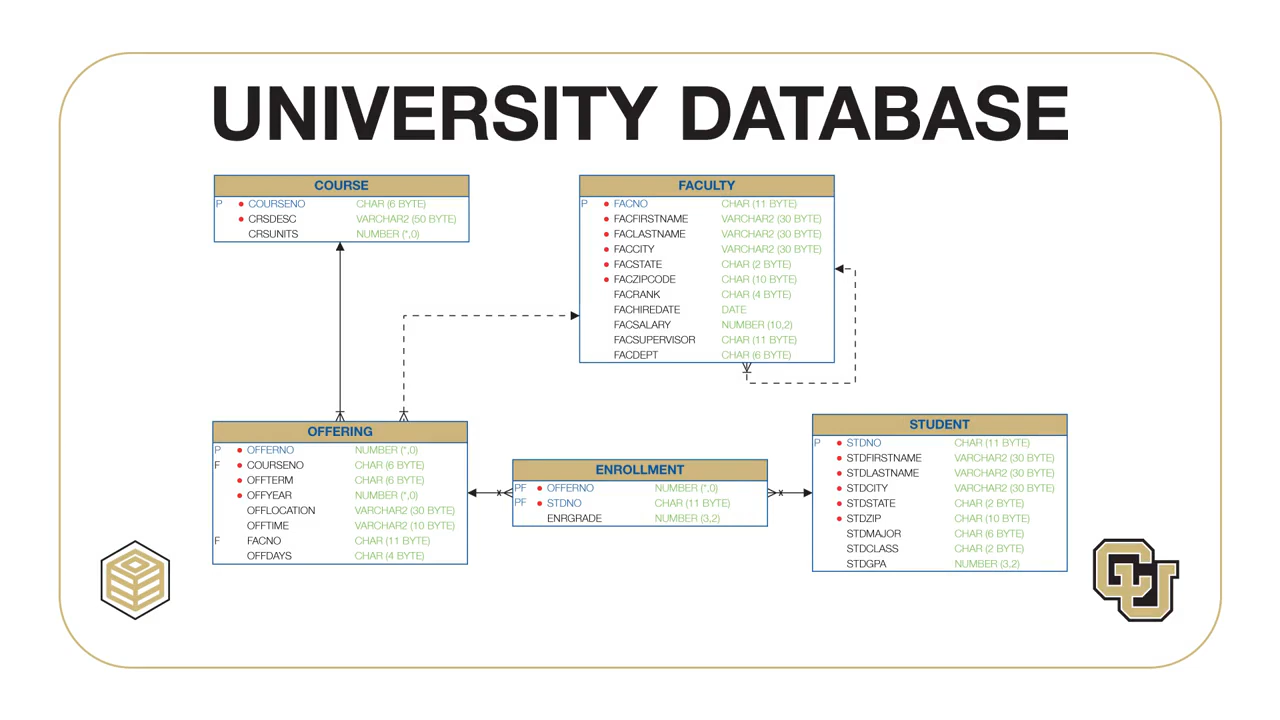 UNIVERSITY DATABASE
COURSE
P COURSENO CHAR (6 BYTE)
CRSDESC VARCHAR2 (50 BYTE)
CRSUNITS NUMBER (*,0)
FACULTY
P FACNO CHAR (11 BYTE)
FACFIRSTNAME VARCHAR2 (30 BYTE)
FACLASTNAME VARCHAR2 (30 BYTE)
FACCITY VARCHAR2 (30 BYTE)
FACSTATE CHAR (2 BYTE)
FACZIPCODE CHAR (10 BYTE)
FACRANK CHAR (4 BYTE)
FACHIREDATE DATE
FACSALARY NUMBER (10,2)
FACSUPERVISOR CHAR (11 BYTE)
FACDEPT CHAR (6 BYTE)
OFFERING
P OFFERNO NUMBER (*,0)
F COURSENO CHAR (6 BYTE)
OFFTERM CHAR (6 BYTE)
OFFYEAR NUMBER (*,0)
OFFLOCATION VARCHAR2 (30 BYTE)
OFFTIME VARCHAR2 (10 BYTE)
F FACNO CHAR (11 BYTE)
OFFDAYS CHAR (4 BYTE)
ENROLLMENT
PF OFFERNO NUMBER (*,0)
PF STDNO CHAR (11 BYTE)
ENRGRADE NUMBER (3,2)
STUDENT
P STDNO CHAR (11 BYTE)
STDFIRSTNAME VARCHAR2 (30 BYTE)
STDLASTNAME VARCHAR2 (30 BYTE)
STDCITY VARCHAR2 (30 BYTE)
STDSTATE CHAR (2 BYTE)
STDZIP CHAR (10 BYTE)
STDMAJOR CHAR (6 BYTE)
STDCLASS CHAR (2 BYTE)
STDGPA NUMBER (3.2)
CU